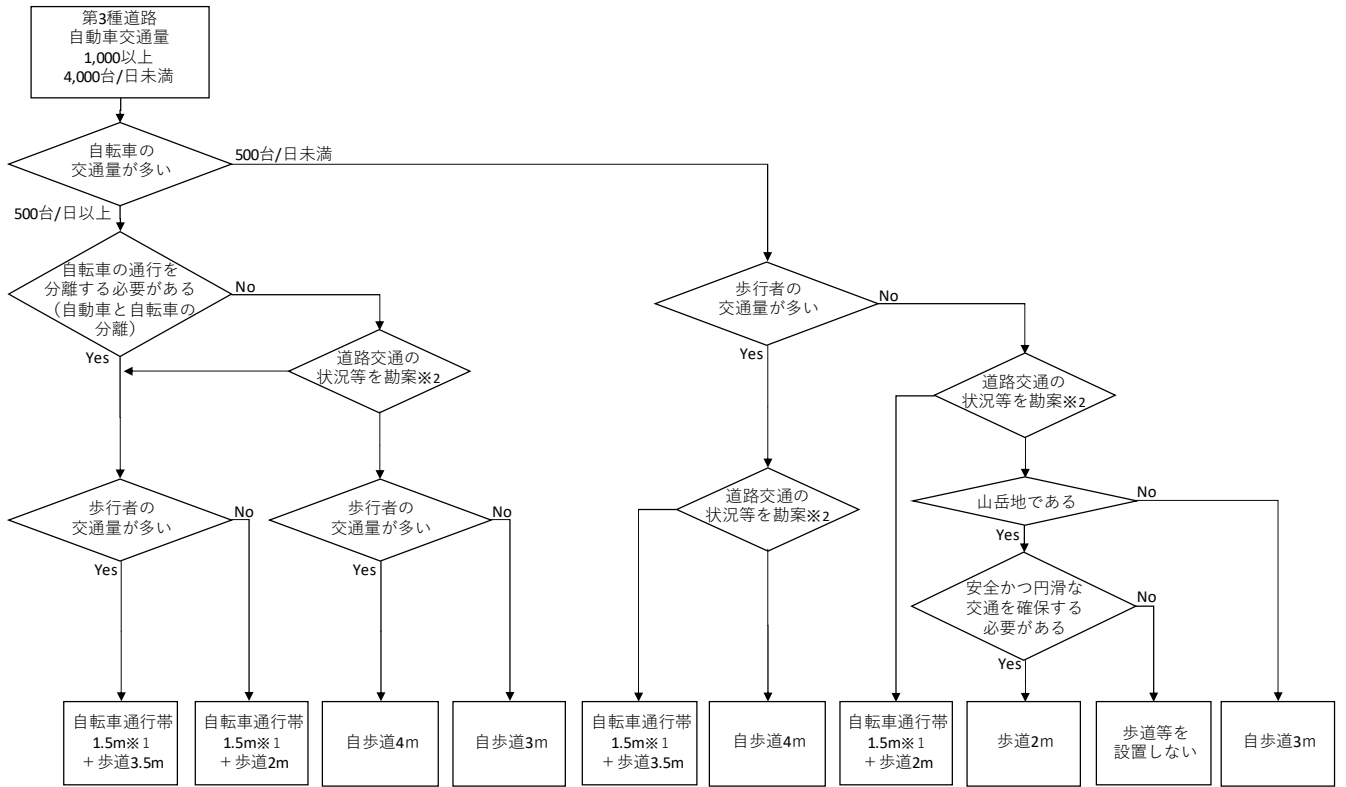 第3種道路
自動車交通量
1,000以上
4,000台/日未満
自転車の
交通量が多い
500台/日未満
500台/日以上
自転車の通行を
分離する必要がある
（自動車と自転車の
分離）
No
Yes
道路交通の
状況等を勘案※2
歩行者の
交通量が多い
No
Yes
道路交通の
状況等を勘案※2
歩行者の
交通量が多い
No
Yes
歩行者の
交通量が多い
No
Yes
道路交通の
状況等を勘案※2
山岳地である
No
Yes
安全かつ円滑な
交通を確保する
必要がある
No
Yes
自転車通行帯
1.5m※1
＋歩道3.5m
自転車通行帯
1.5m※1
＋歩道2m
自歩道4m
自歩道3m
自転車通行帯
1.5m※1
＋歩道3.5m
自歩道4m
自転車通行帯
1.5m※1
＋歩道2m
歩道2m
歩道等を
設置しない
自歩道3m